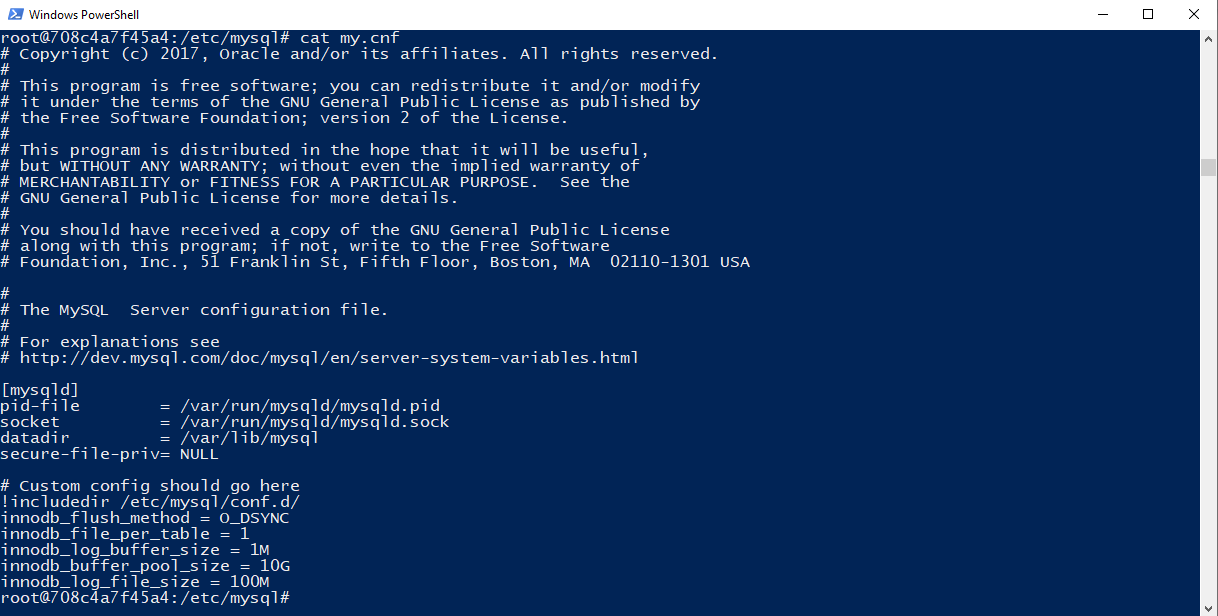 Windows PowerShell
root@708c4a7f45a4:/etc/mysql# cat my.cnf
# Copyright (c) 2017, Oracle and/or its affiliates. All rights reserved.
#
# This program is free software; you can redistribute it and/or modify
# it under the terms of the GNU General Public License as published by
# the Free Software Foundation; version 2 of the License.
#
# This program is distributed in the hope that it will be useful,
# but WITHOUT ANY WARRANTY; without even the implied warranty of
# MERCHANTABILITY or FITNESS FOR A PARTICULAR PURPOSE.  See the
# GNU General Public License for more details.
#
# You should have received a copy of the GNU General Public License
# along with this program; if not, write to the Free Software
# Foundation, Inc., 51 Franklin St, Fifth Floor, Boston, MA  02110-1301 USA

#
# The MySQL  Server configuration file.
#
# For explanations see
# http://dev.mysql.com/doc/mysql/en/server-system-variables.html

[mysqld]
pid-file        = /var/run/mysqld/mysqld.pid
socket          = /var/run/mysqld/mysqld.sock
datadir         = /var/lib/mysql
secure-file-priv= NULL

# Custom config should go here
!includedir /etc/mysql/conf.d/
innodb_flush_method = O_DSYNC
innodb_file_per_table = 1
innodb_log_buffer_size = 1M
innodb_buffer_pool_size = 10G
innodb_log_file_size = 100M
root@708c4a7f45a4:/etc/mysql#